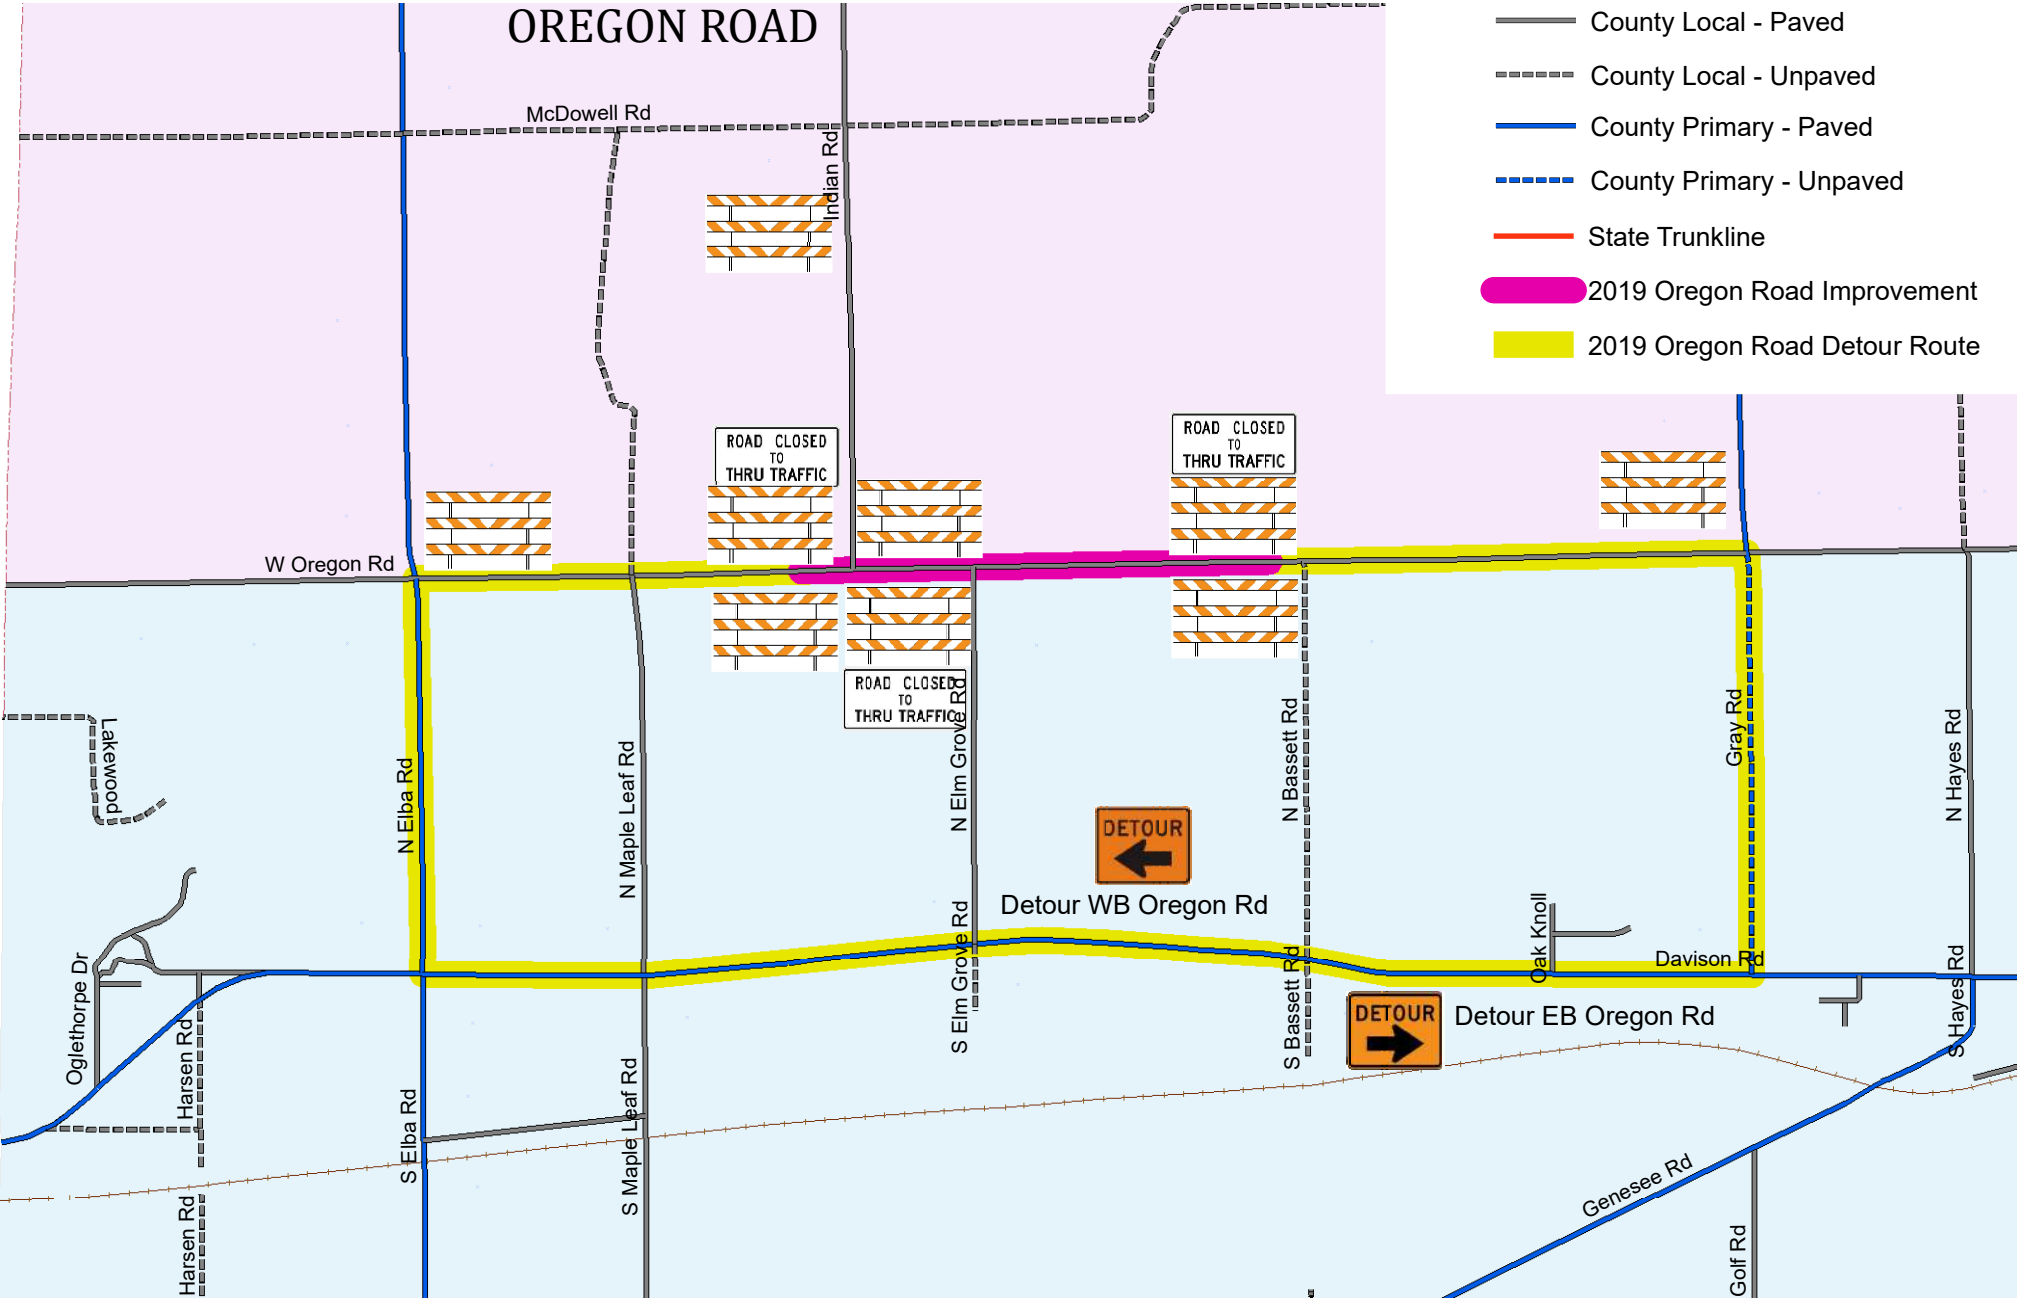 OREGON ROAD
County Local - Paved
County Local - Unpaved
County Primary - Paved
County Primary - Unpaved
State Trunkline
2019 Oregon Road Improvement
2019 Oregon Road Detour Route
McDowell Rd
Indian Rd
ROAD CLOSED
TO
THRU TRAFFIC
ROAD CLOSED
TO
THRU TRAFFIC
W Oregon Rd
ROAD CLOSED
TO
THRU TRAFFIC
Lakewood
N Elba Rd
N Maple Leaf Rd
N Elm Grove Rd
N Bassett Rd
Gray Rd
N Hayes Rd
DETOUR
Detour WB Oregon Rd
Oak Knoll
Davison Rd
Oglethorpe Dr
Harsen Rd
S Elm Grove Rd
S Bassett Rd
DETOUR
Detour EB Oregon Rd
S Hayes Rd
S Elba Rd
S Maple Leaf Rd
Genesee Rd
Harsen Rd
Golf Rd